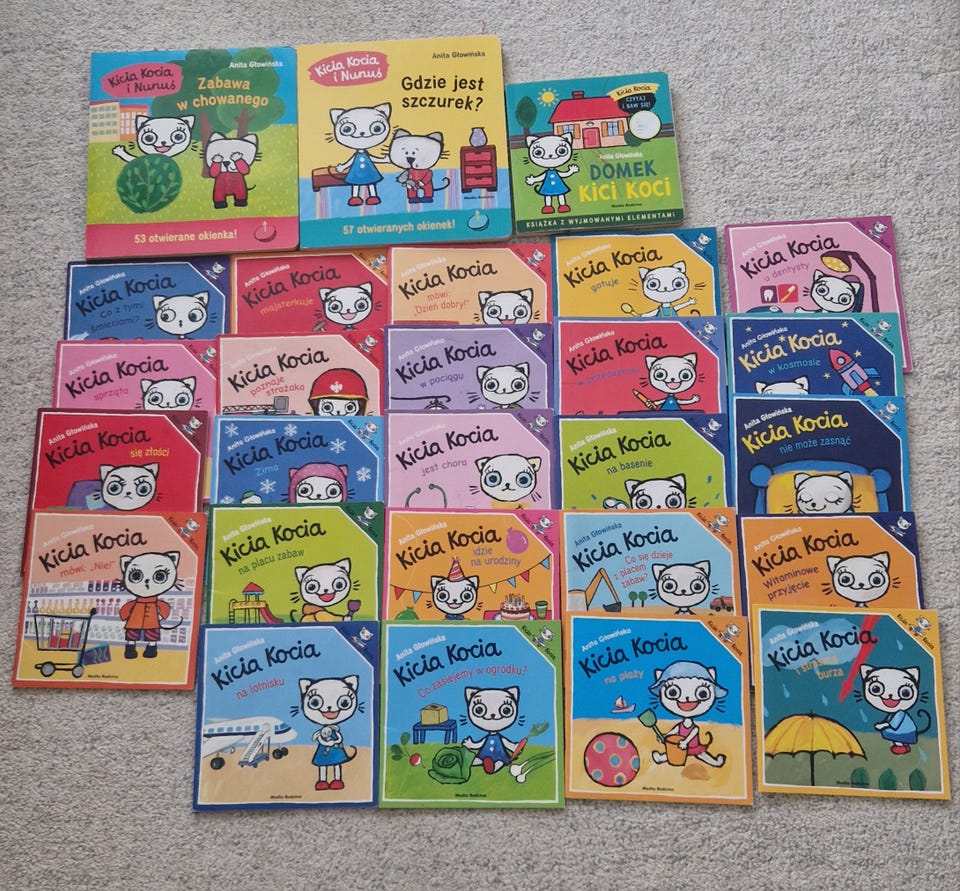 Kicia Kocia
i Nunuś
Anita Głowińska
Zabawa
w chowanego
53 otwierane okienka!
Kicia Kocia
i Nunuś
Anita Głowińska
Gdzie jest
szczurek?
Media Rodzina
57 otwieranych okienek!
Kicia Kocia
CZYTAJ
I BAW SIĘ!
Anita Głowińska
DOMEK
KICI KOCI
KSIĄŻKA Z WYJMOWANYMI ELEMENTAMI
Anita Głowińska
Kicia Kocia
Co z tymi
śmieciami?
Anita Głowińska
Kicia Kocia
majsterkuje
Anita Głowińska
Kicia Kocia
mówi:
„Dzień dobry!"
Anita Głowińska
Kicia Kocia
gotuje
Anita Głowińska
Kicia Kocia
u dentysty
Anita Głowińska
Kicia Kocia
sprząta
Anita Głowińska
Kicia Kocia
poznaje
strażaka
Anita Głowińska
Kicia Kocia
w pociągu
Anita Głowińska
Kicia Kocia
w przedszkolu
Anita Głowińska
Kicia Kocia
w kosmosie
Anita Głowińska
Kicia Kocia
się złości
Anita Głowińska
Kicia Kocia
Zima
Anita Głowińska
Kicia Kocia
jest chora
Anita Głowińska
Kicia Kocia
na basenie
Anita Głowińska
Kicia Kocia
nie może zasnąć
Anita Głowińska
Kicia Kocia
mówi: „Nie!"
Media Rodzina
Anita Głowińska
Kicia Kocia
na placu zabaw
Anita Głowińska
Kicia Kocia
idzie
na urodziny
Anita Głowińska
Kicia Kocia
Co się dzieje
z placem
zabaw?
Anita Głowińska
Kicia Kocia
Witaminowe
przyjęcie
Anita Głowińska
Kicia Kocia
na lotnisku
Media Rodzina
Anita Głowińska
Kicia Kocia
Co zasiejemy w ogródku?
Media Rodzina
Anita Głowińska
Kicia Kocia
na plaży
Media Rodzina
Anita Głowińska
Kicia Kocia
i straszna
burza
Media Rodzina